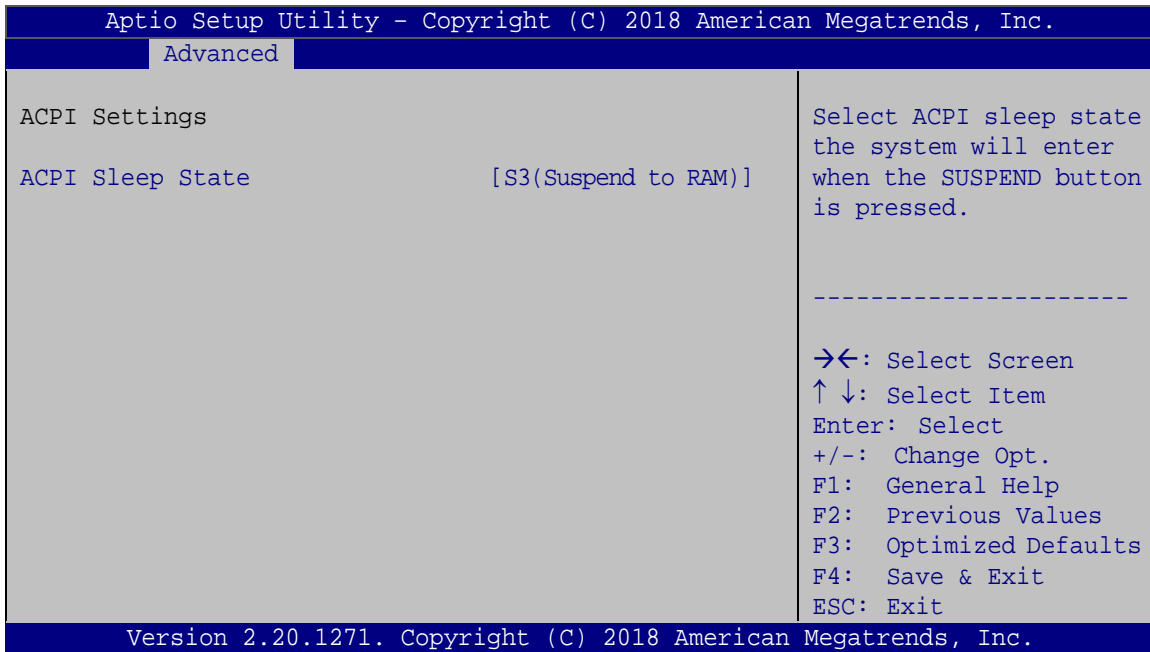 Aptio Setup Utility – Copyright (C) 2018 American Megatrends, Inc.
Advanced
ACPI Settings
ACPI Sleep State [S3(Suspend to RAM)]
Select ACPI sleep state
the system will enter
when the SUSPEND button
is pressed.
----------------------
→←: Select Screen
↑ ↓: Select Item
Enter: Select
+/-: Change Opt.
F1: General Help
F2: Previous Values
F3: Optimized Defaults
F4: Save & Exit
ESC: Exit
Version 2.20.1271. Copyright (C) 2018 American Megatrends, Inc.